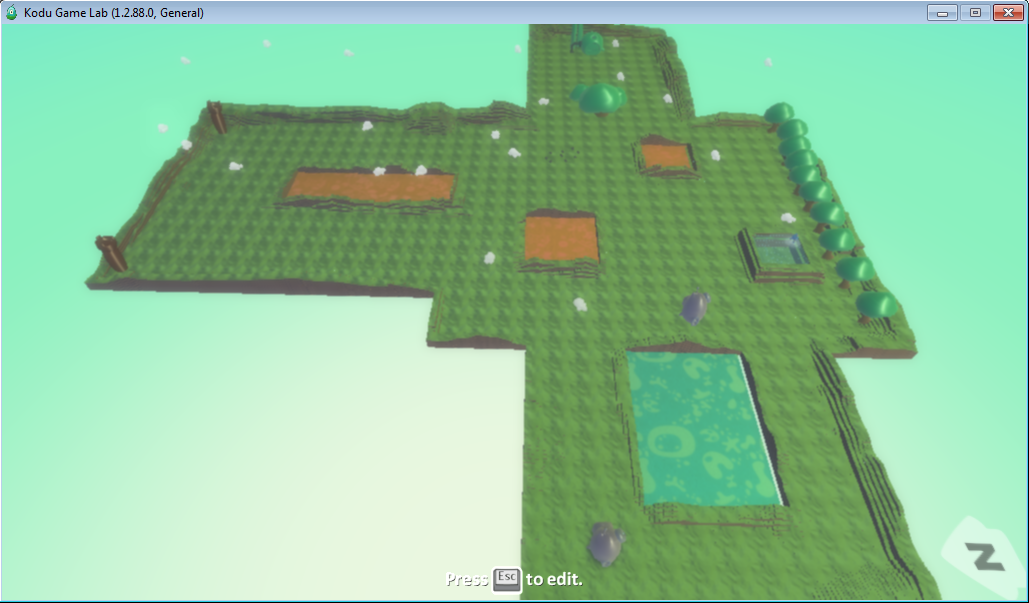 Kodu Game Lab (1.2.88.0, General)
Press Esc to edit.
Z